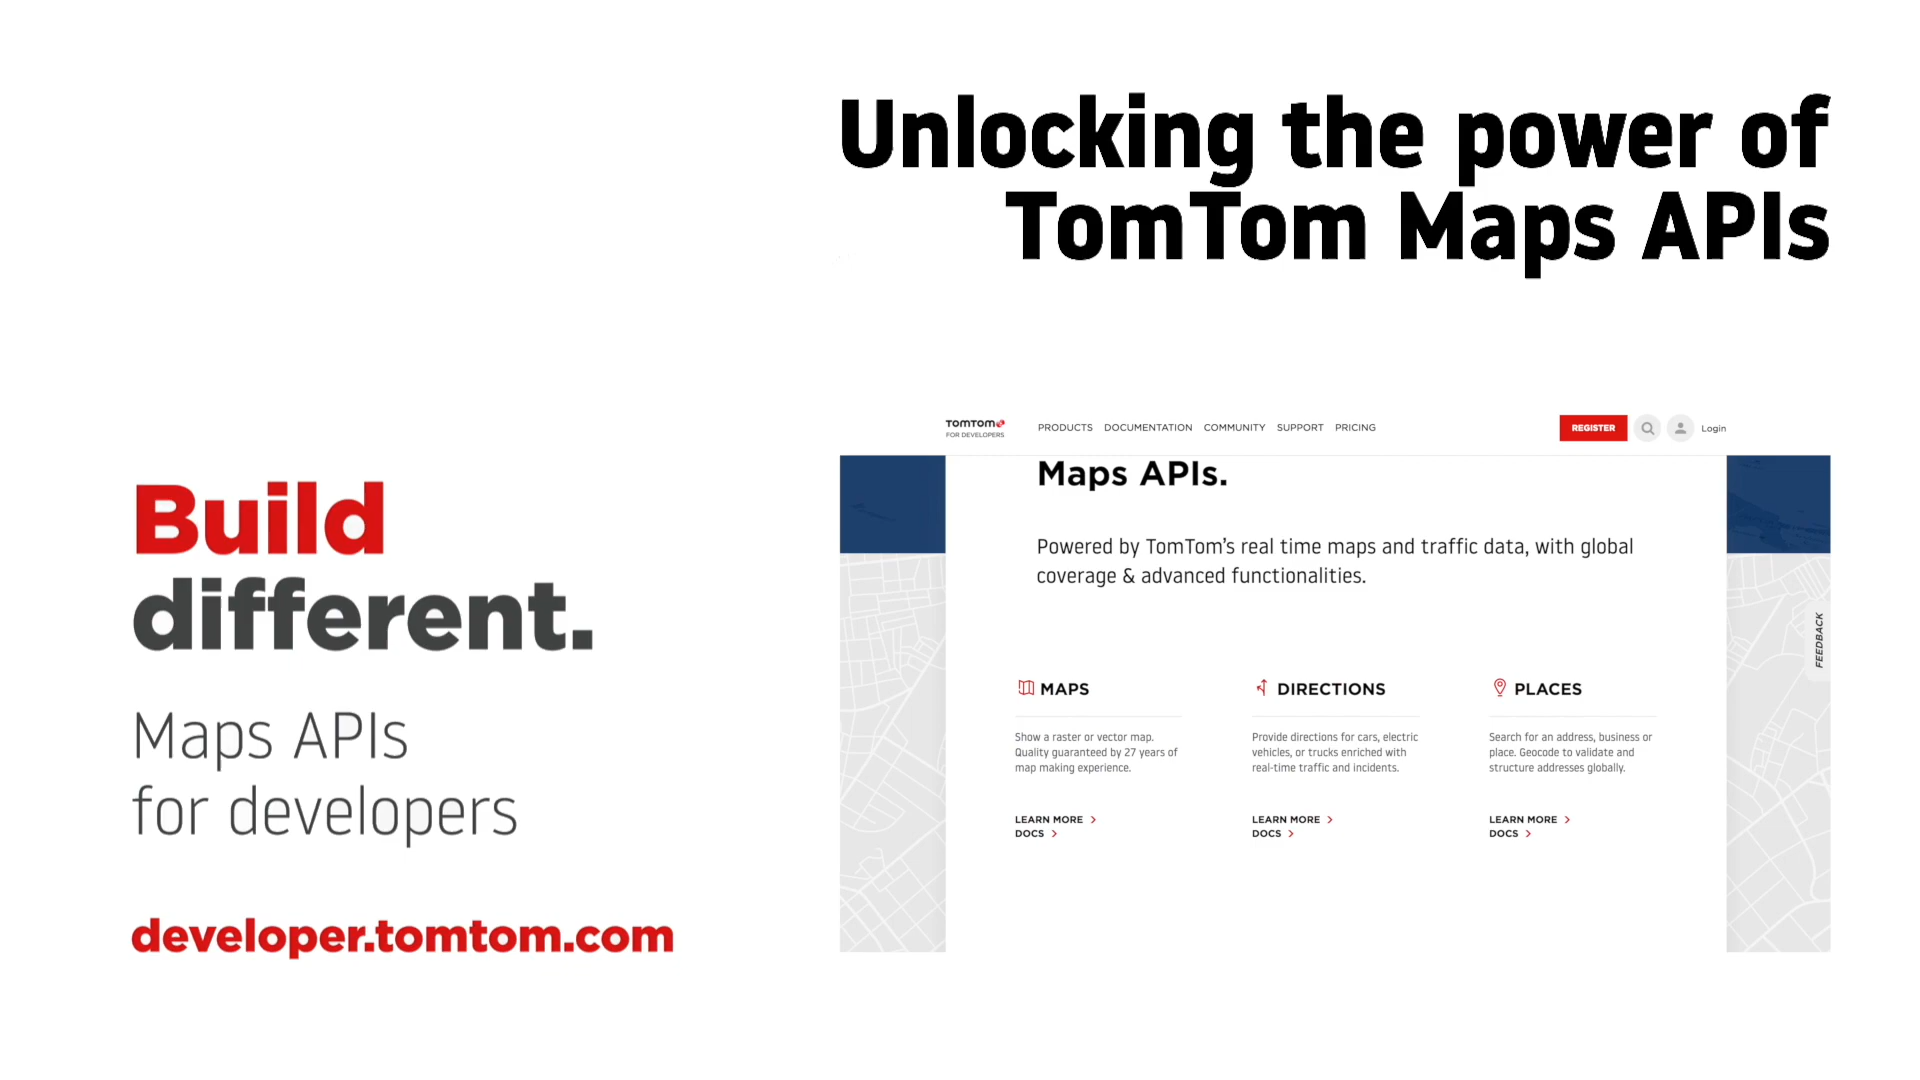 Unlocking the power of
TomTom Maps APIs
Build
different.
Maps APIs
for developers
developer.tomtom.com
TOMTOM
FOR DEVELOPERS
PRODUCTS DOCUMENTATION COMMUNITY SUPPORT PRICING
REGISTER
Login
Maps APIs.
Powered by TomTom's real time maps and traffic data, with global
coverage & advanced functionalities.
MAPS
Show a raster or vector map.
Quality guaranteed by 27 years of
map making experience.
LEARN MORE >
DOCS >
DIRECTIONS
Provide directions for cars, electric
vehicles, or trucks enriched with
real-time traffic and incidents.
LEARN MORE >
DOCS >
PLACES
Search for an address, business or
place. Geocode to validate and
structure addresses globally.
LEARN MORE >
DOCS >
FEEDBACK